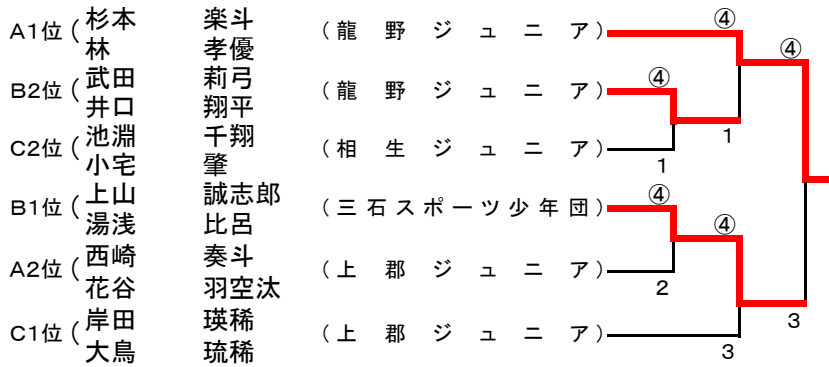 ④
杉本 楽斗
A1位 ( (龍野ジュニア) ④
林 孝優
④
武田 莉弓
B2位 ( (龍野ジュニア)
井口 翔平
1
池淵 千翔
C2位 ( (相生ジュニア)
1
小宅 肇
上山 誠志郎 ④
B1位 ( (三石スポーツ少年団)
湯浅 比呂 ④
西崎 奏斗
A2位 ( (上郡ジュニア)
花谷 羽空汰 2
岸田 瑛稀 3
C1位 ( (上郡ジュニア)
大鳥 琉稀 3